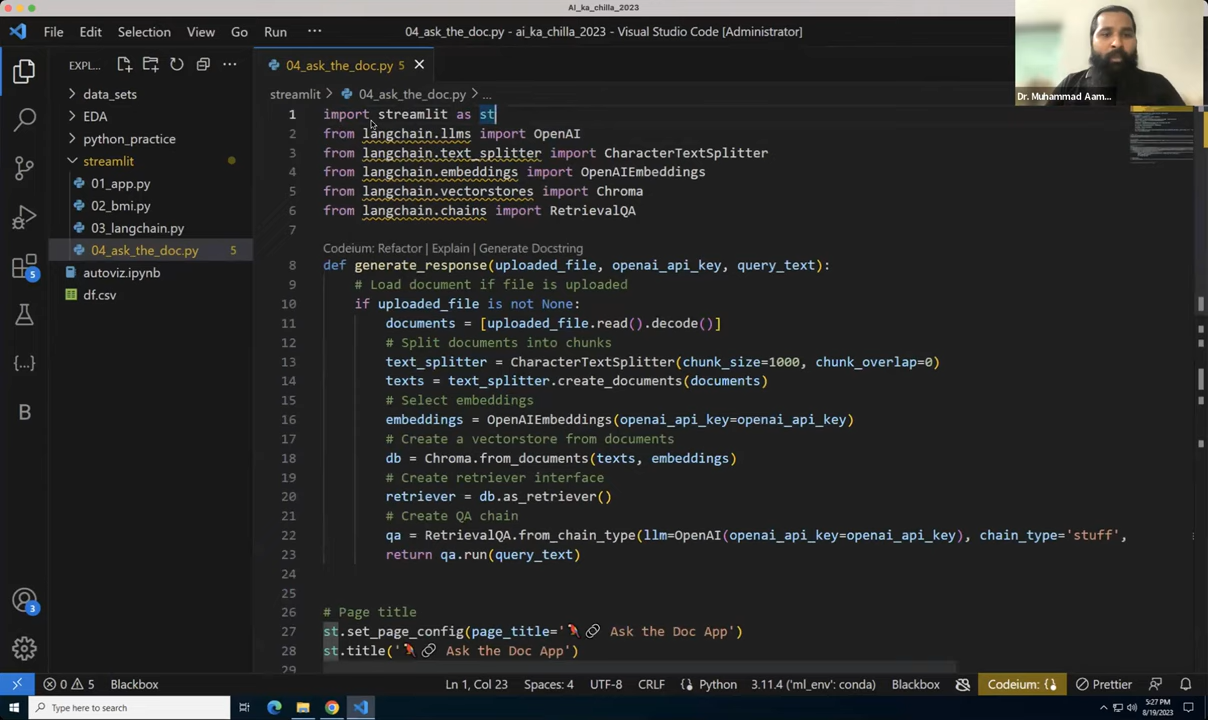 AI_ka_chilla_2023
File Edit Selection View Go Run ···
04_ask_the_doc.py - ai_ka_chilla_2023 - Visual Studio Code [Administrator]
Dr. Muhammad Aam...
EXPL...
04_ask_the_doc.py 5
streamlit > 04_ask_the_doc.py > ...
data_sets
EDA
python_practice
streamlit
01_app.py
02_bmi.py
03_langchain.py
04_ask_the_doc.py 5
autoviz.ipynb
df.csv
5
B
3
1 import streamlit as st
2 from langchain.llms import OpenAI
3 from langchain.text_splitter import CharacterTextSplitter
4 from langchain.embeddings import OpenAIEmbeddings
5 from langchain.vectorstores import Chroma
6 from langchain.chains import RetrievalQA
7
Codeium: Refactor | Explain | Generate Docstring
8 def generate_response(uploaded_file, openai_api_key, query_text):
9 # Load document if file is uploaded
10 if uploaded_file is not None:
11 documents = [uploaded_file.read().decode()]
12 # Split documents into chunks
13 text_splitter = CharacterTextSplitter(chunk_size=1000, chunk_overlap=0)
14 texts = text_splitter.create_documents(documents)
15 # Select embeddings
16 embeddings = OpenAIEmbeddings(openai_api_key=openai_api_key)
17 # Create a vectorstore from documents
18 db = Chroma.from_documents(texts, embeddings)
19 # Create retriever interface
20 retriever = db.as_retriever()
21 # Create QA chain
22 qa = RetrievalQA.from_chain_type(llm=OpenAI(openai_api_key=openai_api_key), chain_type='stuff',
23 return qa.run(query_text)
24
25
26 # Page title
27 st.set_page_config(page_title='🦜🔗 Ask the Doc App')
28 st.title('🦜🔗 Ask the Doc App')
29
0 5 Blackbox Ln 1, Col 23 Spaces: 4 UTF-8 CRLF Python 3.11.4 ('ml_env': conda) Blackbox Codeium: {} Prettier
Type here to search
5:27 PM
8/19/2023